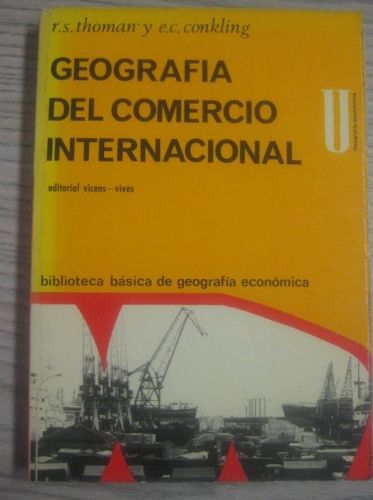 r.s. thoman y e.c. conkling
GEOGRAFIA
DEL COMERCIO
INTERNACIONAL
U
Geografía económica
editorial vicens-vives
biblioteca básica de geografía económica